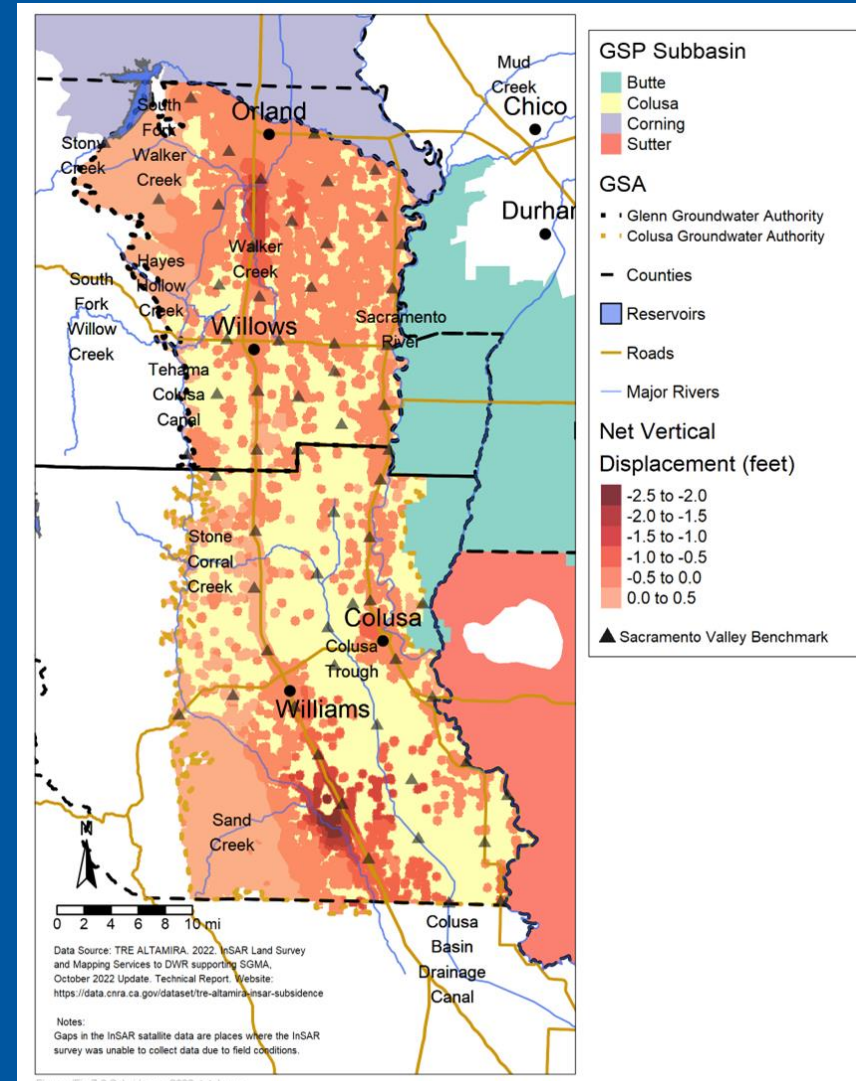 Mud
Creek
Chico
South
Fork
Walker
Creek
Orland
Stony
Creek
Durhar
Walker
Creek
Hayes
Hollow
Creek
South
Fork
Willow
Creek
Sacramento
River
Willows
Tehama
Colusa
Canal
Stone
Corral
Creek
Colusa
Colusa
Trough
Williams
Sand
Creek
N
0 2 4 6 8 10 mi
Colusa
Basin
Drainage
Canal
Data Source: TRE ALTAMIRA. 2022. InSAR Land Survey
and Mapping Services to DWR supporting SGMA,
October 2022 Update. Technical Report. Website:
https://data.cnra.ca.gov/dataset/tre-altamira-insar-subsidence
Notes:
Gaps in the InSAR satallite data are places where the InSAR
survey was unable to collect data due to field conditions.
GSP Subbasin
Butte
Colusa
Corning
Sutter
GSA
Glenn Groundwater Authority
Colusa Groundwater Authority
Counties
Reservoirs
Roads
Major Rivers
Net Vertical
Displacement (feet)
-2.5 to -2.0
-2.0 to -1.5
-1.5 to -1.0
-1.0 to -0.5
-0.5 to 0.0
0.0 to 0.5
Sacramento Valley Benchmark